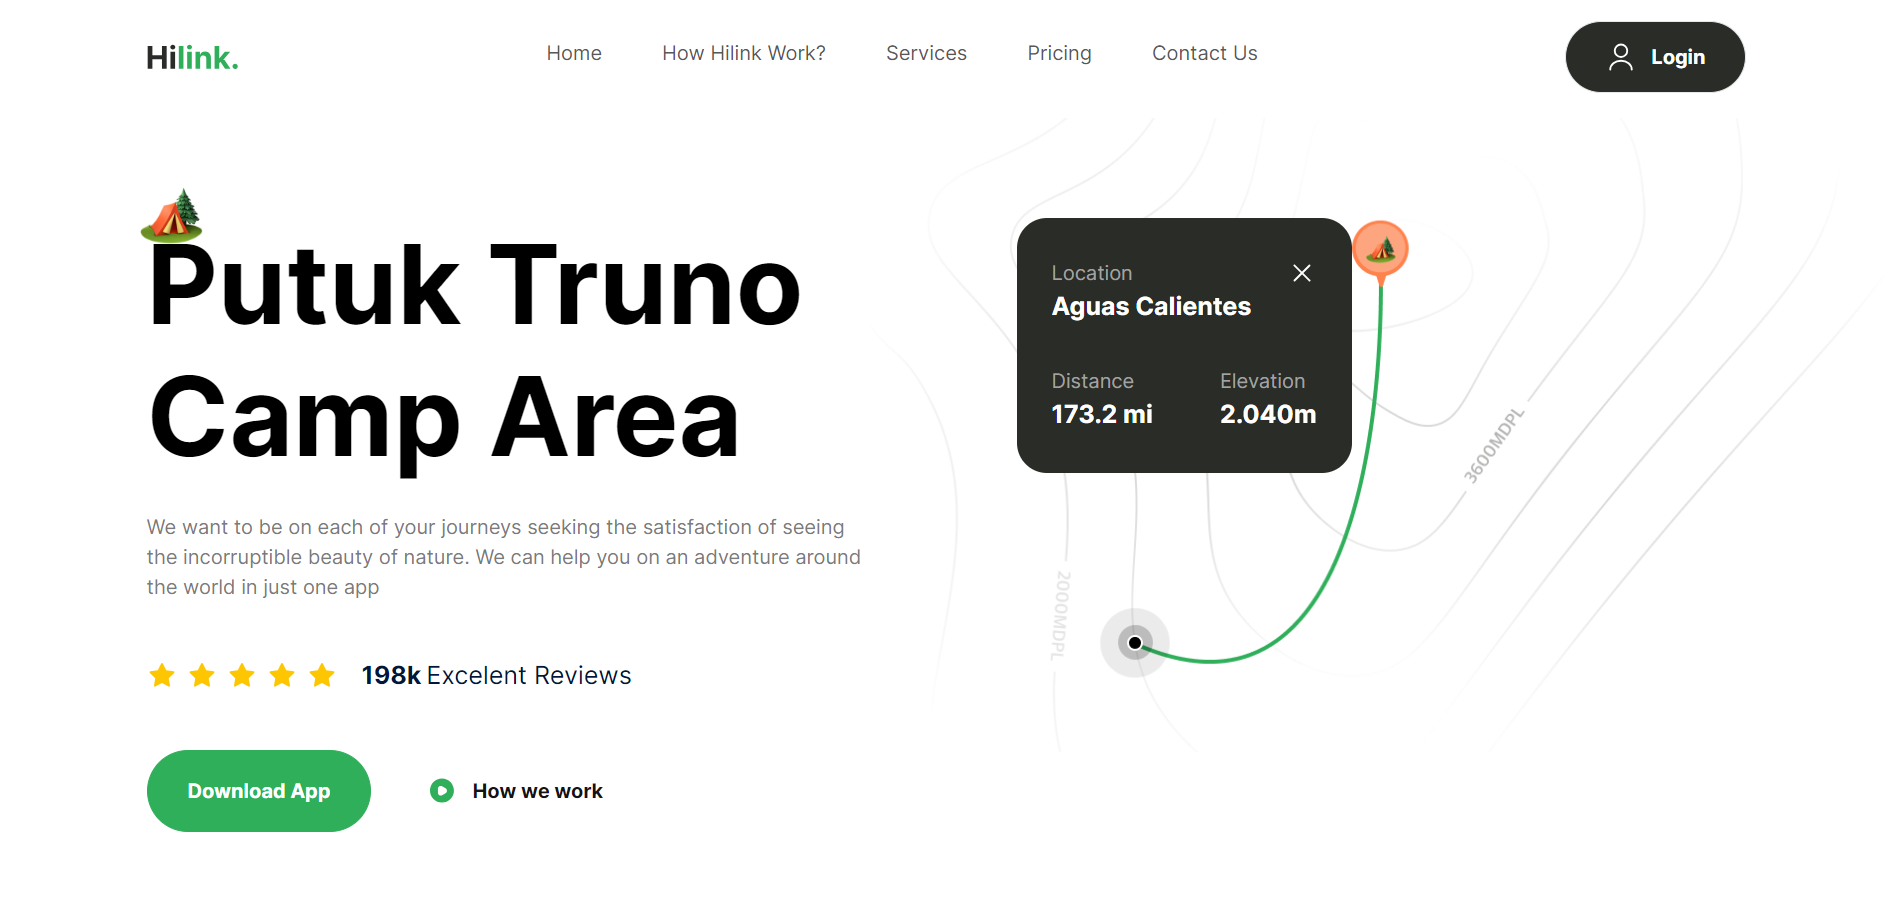 Hilink.
Home
How Hilink Work?
Services
Pricing
Contact Us
Login
Putuk Truno
Camp Area
We want to be on each of your journeys seeking the satisfaction of seeing
the incorruptible beauty of nature. We can help you on an adventure around
the world in just one app
198k Excelent Reviews
Download App
How we work
Location
Aguas Calientes
Distance
173.2 mi
Elevation
2.040m
3600MDPL
2000MDPL